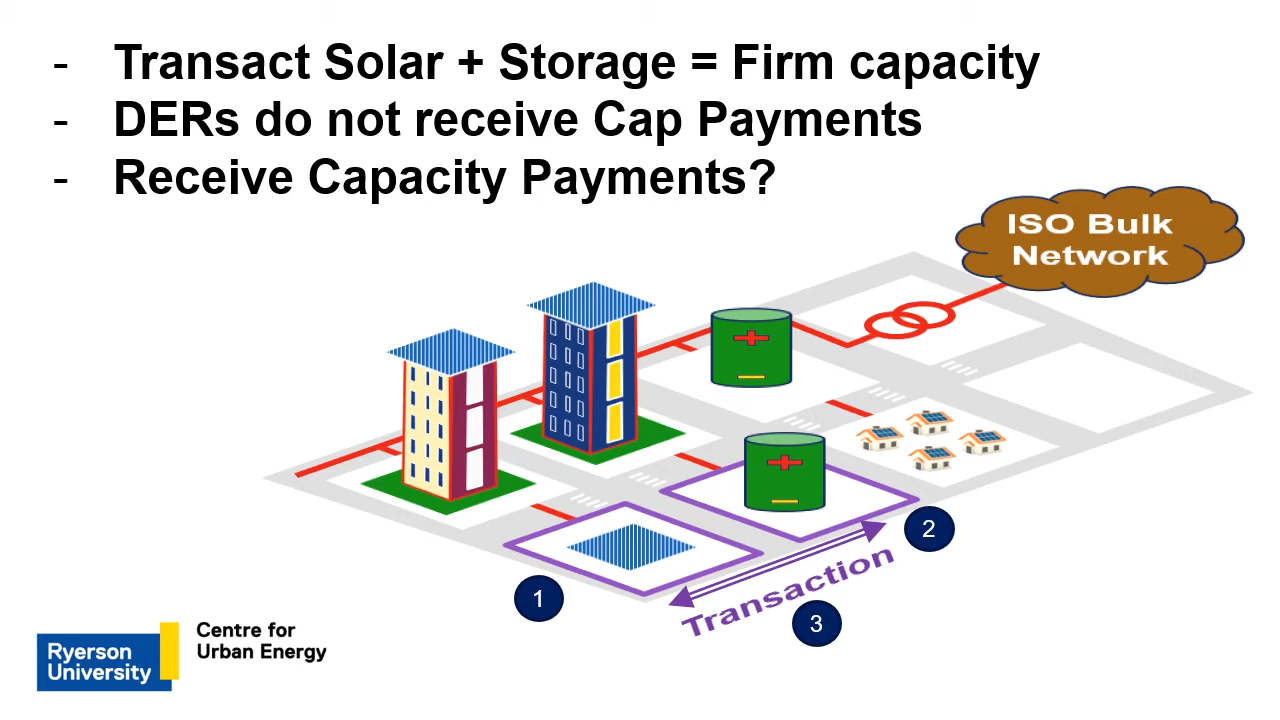 - Transact Solar + Storage = Firm capacity
- DERs do not receive Cap Payments
- Receive Capacity Payments?
ISO Bulk
Network
2
Transaction
1
3
Ryerson
University
Centre for
Urban Energy